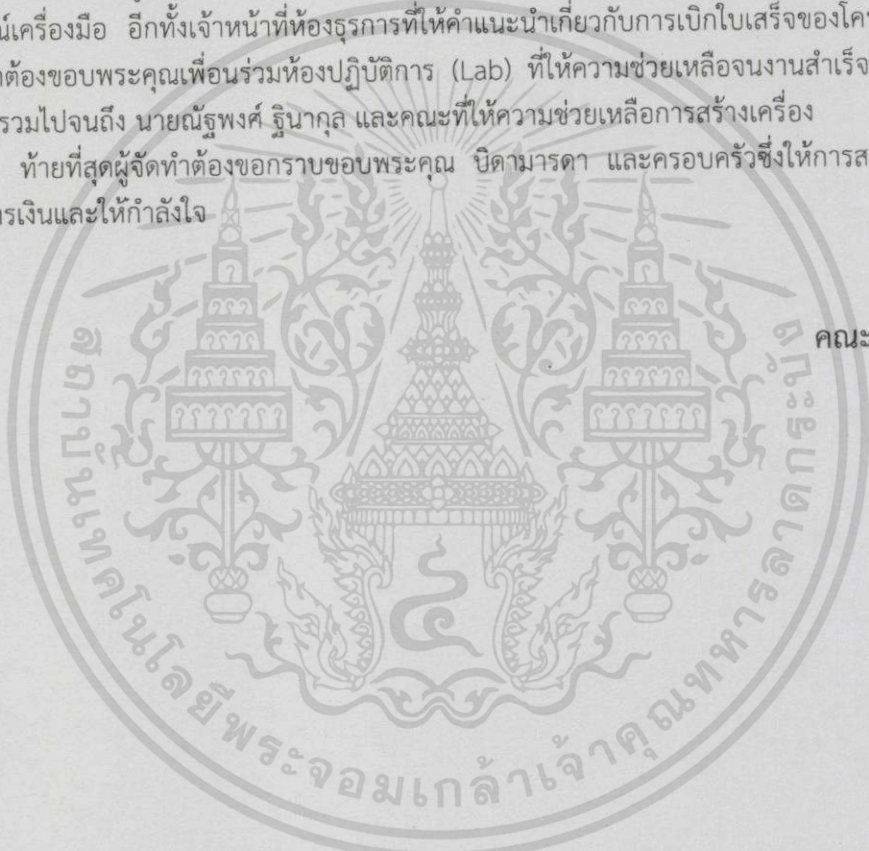 น์เครื่องมือ อีกทั้งเจ้าหน้าที่ห้องธุรการที่ให้คำแนะนำเกี่ยวกับการเบิกใบเสร็จของโค
ต้องขอบพระคุณเพื่อนร่วมห้องปฏิบัติการ (Lab) ที่ให้ความช่วยเหลือจนงานสำเร็จ
รวมไปจนถึง นายณัฐพงศ์ ฐินากุล และคณะที่ให้ความช่วยเหลือการสร้างเครื่อง
ท้ายที่สุดผู้จัดทำต้องขอกราบขอบพระคุณ บิดามารดา และครอบครัวซึ่งให้การส
ารเงินและให้กำลังใจ
คณะ
สถาบันเทคโนโลยีพระจอมเกล้าเจ้าคุณทหารลาดกระบัง
๔